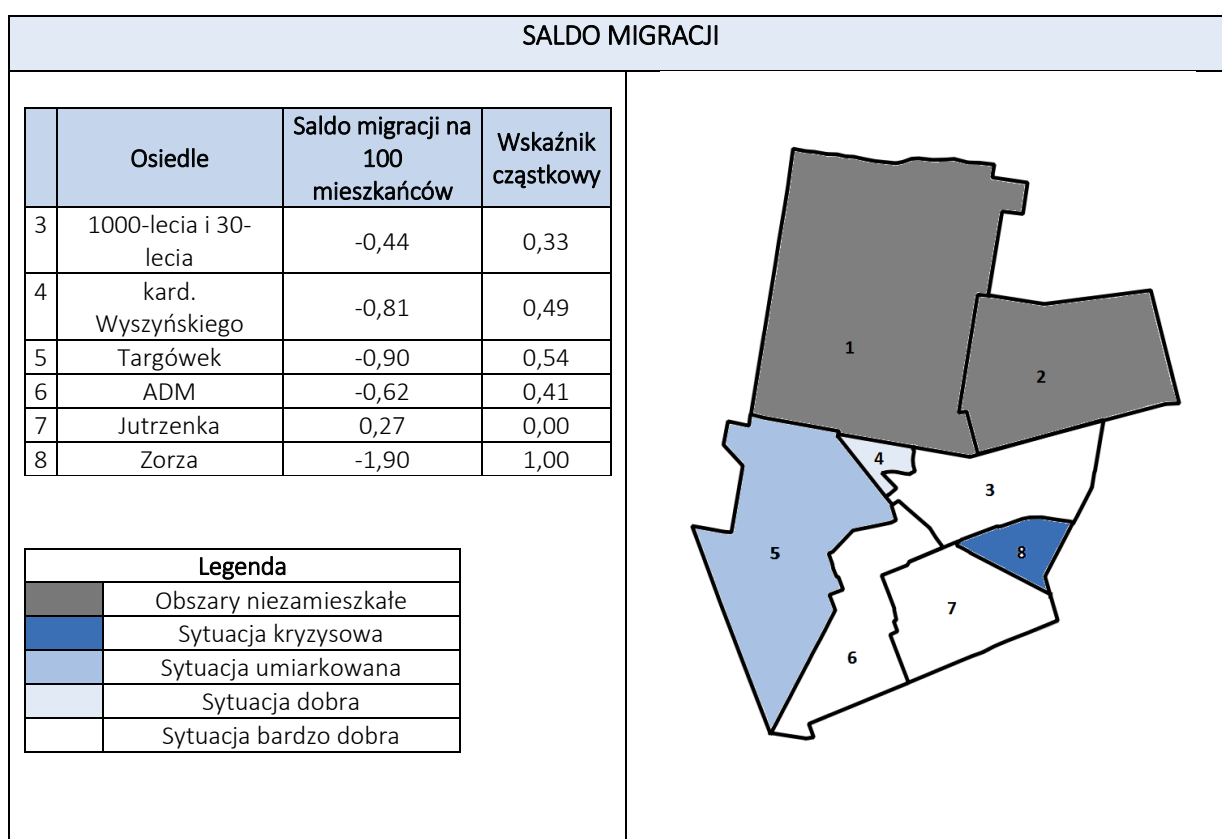 SALDO MIGRACJI
Osiedle
Saldo migracji na
100
mieszkańców
Wskaźnik
cząstkowy
3
1000-lecia i 30-
lecia
-0,44
0,33
4
kard.
Wyszyńskiego
-0,81
0,49
5 Targówek -0,90 0,54
6 ADM -0,62 0,41
7 Jutrzenka 0,27 0,00
8 Zorza -1,90 1,00
Legenda
Obszary niezamieszkałe
Sytuacja kryzysowa
Sytuacja umiarkowana
Sytuacja dobra
Sytuacja bardzo dobra
1
2
4
3
5
8
7
6